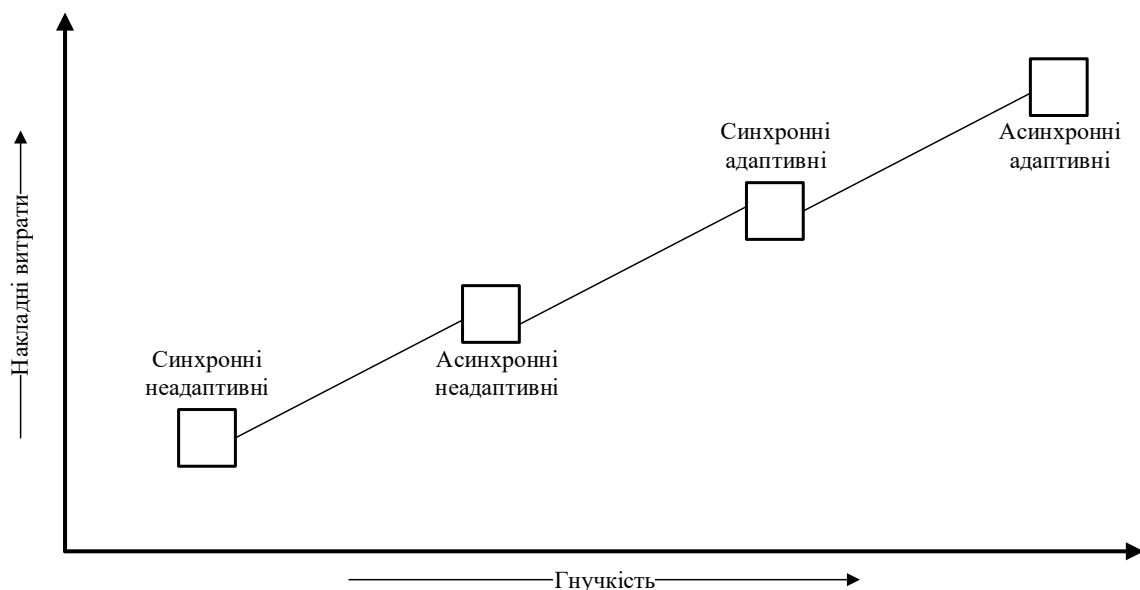 Синхронні
адаптивні
Асинхронні
адаптивні
Накладні витрати
Синхронні
неадаптивні
Асинхронні
неадаптивні
Гнучкість